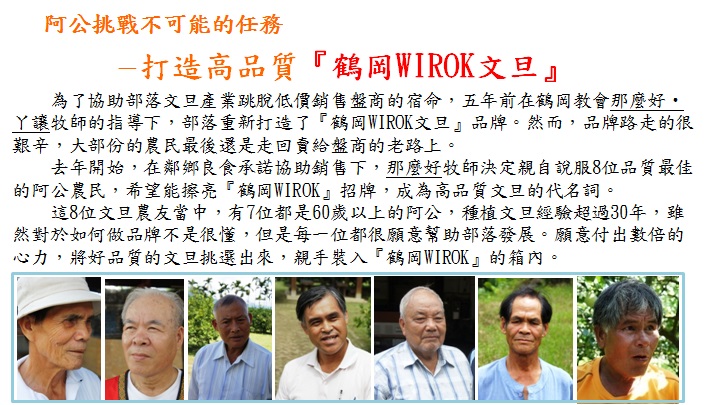 阿公挑戰不可能的任務
–打造高品質『鶴岡WIROK文旦』
為了協助部落文旦產業跳脫低價銷售盤商的宿命，五年前在鶴岡教會那麼好‧
丫讓牧師的指導下，部落重新打造了『鶴岡WIROK文旦』品牌。然而，品牌路走的很
艱辛，大部份的農民最後還是走回賣給盤商的老路上。
去年開始，在鄰鄉良食承諾協助銷售下，那麼好牧師決定親自說服8位品質最佳
的阿公農民，希望能擦亮『鶴岡WIROK』招牌，成為高品質文旦的代名詞。
這8位文旦農友當中，有7位都是60歲以上的阿公，種植文旦經驗超過30年，雖
然對於如何做品牌不是很懂，但是每一位都很願意幫助部落發展。願意付出數倍的
心力，將好品質的文旦挑選出來，親手裝入『鶴岡WIROK』的箱內。